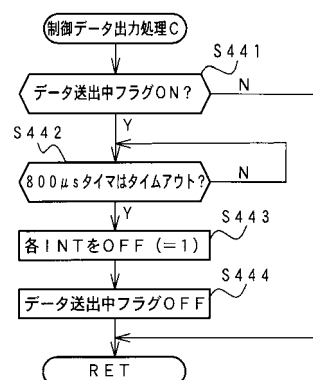 制御データ出力処理C
S441
データ送出中フラグON?
N
Y
S442
800μsタイマはタイムアウト?
N
Y
S443
各INTをOFF(=1)
S444
データ送出中フラグOFF
RET